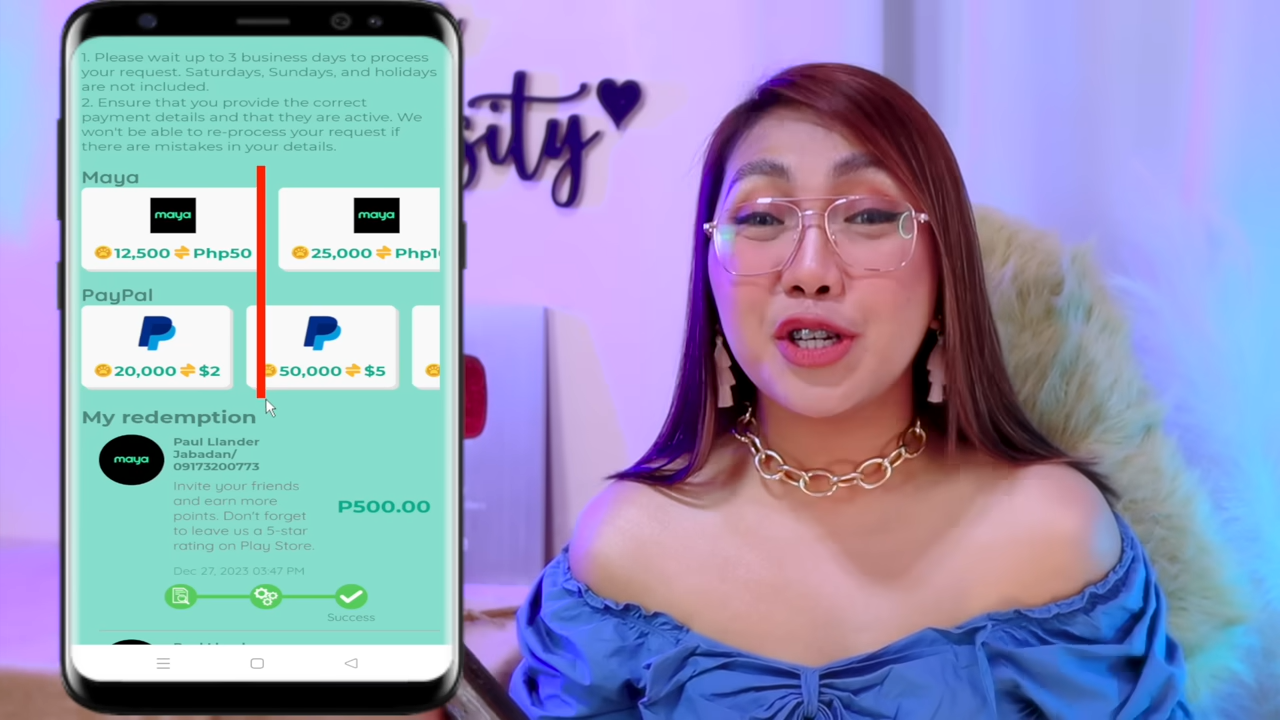 1. Please wait up to 3 business days to process
your request. Saturdays, Sundays, and holidays
are not included.
2. Ensure that you provide the correct
payment details and that they are active. We
won't be able to re-process your request if
there are mistakes in your details.
Maya
maya
maya
12,500 Php50
25,000 Php1
PayPal
20,000 $2
50,000 $5
My redemption
maya
Paul Llander
Jabadan/
09173200773
Invite your friends
and earn more
points. Don't forget
to leave us a 5-star
rating on Play Store.
P500.00
Dec 27, 2023 03:47 PM
Success
sity